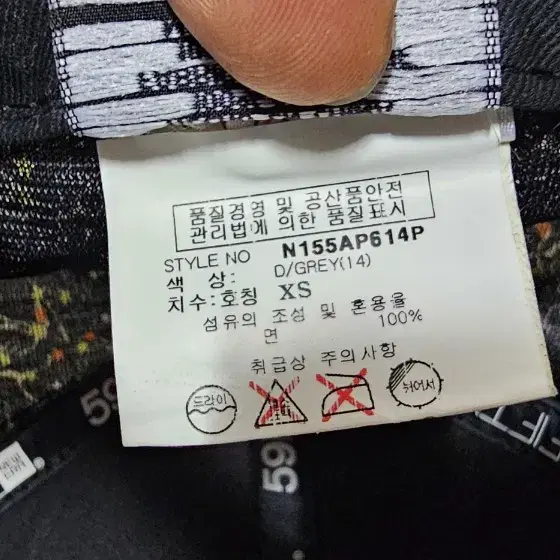 품질경영 및 공산품안전
관리법에 의한 품질표시
STYLE NO N155AP614P
색 상: D/GREY(14)
치수: 호칭 XS
섬유의 조성 및 혼용율
면 100%
취급상 주의사항
드라이
뉘어서
59
59